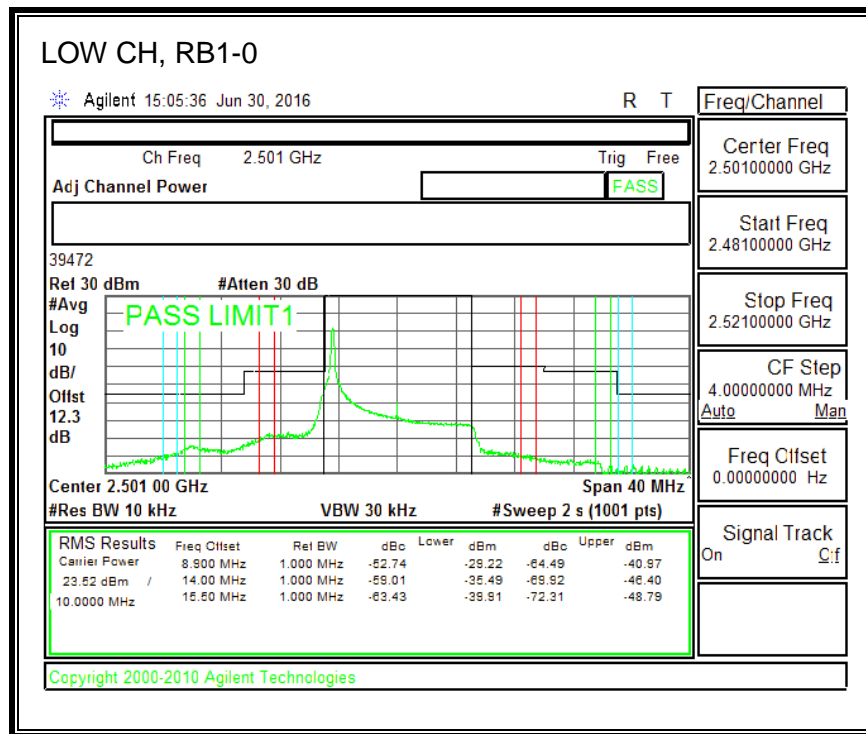 LOW CH, RB1-0
Agilent 15:05:36 Jun 30, 2016 R T
Freq/Channel
Ch Freq 2.501 GHz Trig Free
Adj Channel Power PASS
Center Freq
2.50100000 GHz
Start Freq
2.48100000 GHz
Stop Freq
2.52100000 GHz
CF Step
4.00000000 MHz
Auto Man
Freq Offset
0.00000000 Hz
Signal Track
On Off
39472
Ref 30 dBm #Atten 30 dB
#Avg
Log
10
dB/
Offst
12.3
dB
PASS LIMIT1
Center 2.501 00 GHz Span 40 MHz
#Res BW 10 kHz VBW 30 kHz #Sweep 2 s (1001 pts)
RMS Results Freq Offset Ref BW dBc Lower dBm dBc Upper dBm
Carrier Power 8.900 MHz 1.000 MHz -52.74 -29.22 -64.49 -40.97
23.52 dBm / 14.00 MHz 1.000 MHz -59.01 -35.49 -69.92 -46.40
10.0000 MHz 15.50 MHz 1.000 MHz -63.43 -39.91 -72.31 -48.79
Copyright 2000-2010 Agilent Technologies